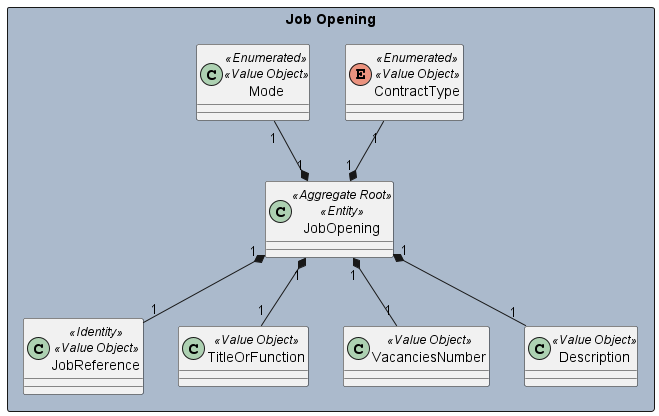 Job Opening
«Enumerated»
«Value Object»
C Mode
«Enumerated»
«Value Object»
E ContractType
1
1
1
1
«Aggregate Root»
«Entity»
C JobOpening
1
1
1
1
1
1
1
1
«Identity»
«Value Object»
C JobReference
«Value Object»
C TitleOrFunction
«Value Object»
C VacanciesNumber
«Value Object»
C Description